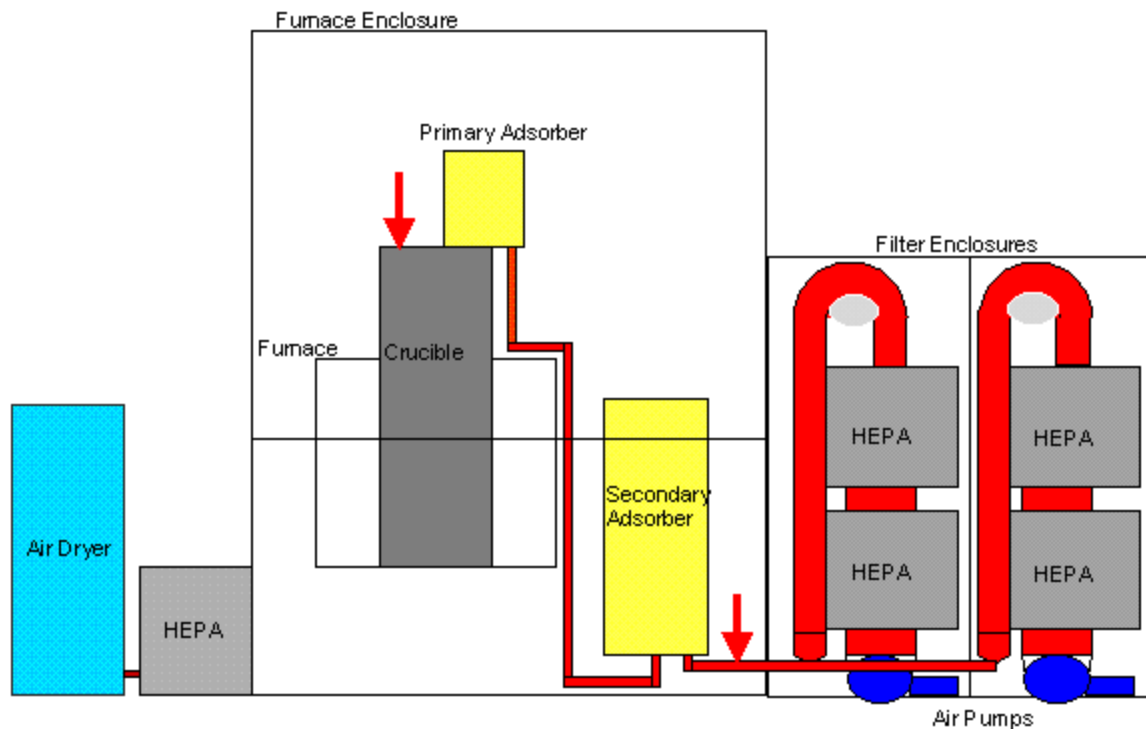 Furnace Enclosure
Primary Adsorber
Filter Enclosures
Furnace
Crucible
HEPA
HEPA
Secondary
Adsorber
Air Dryer
HEPA
HEPA
HEPA
Air Pumps